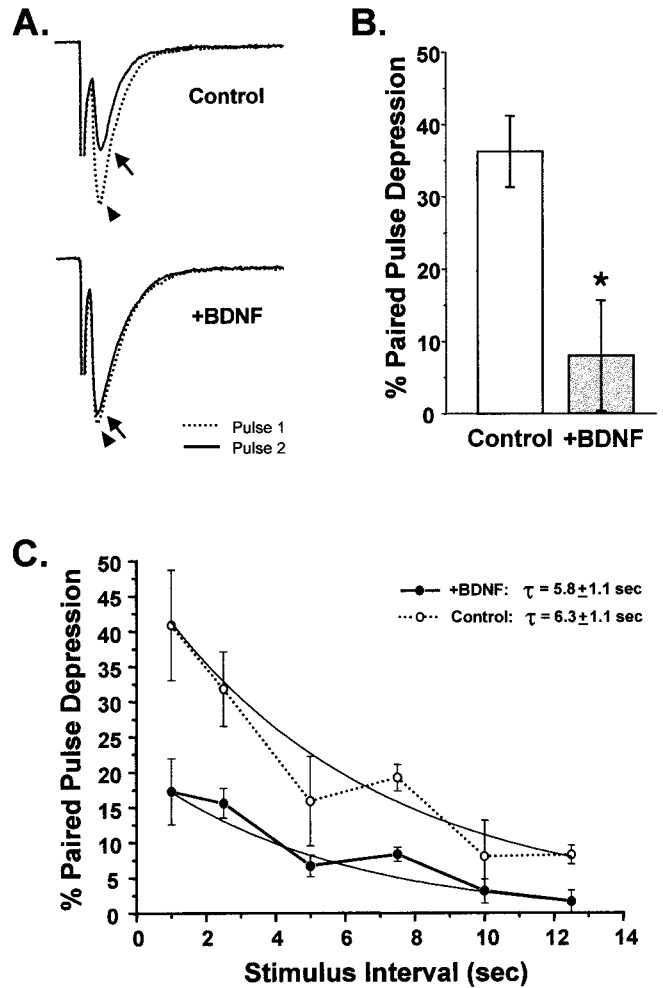 A.
Control
+BDNF
Pulse 1
Pulse 2
B.
% Paired Pulse Depression
50
40
30
20
10
0
*
Control +BDNF
C.
% Paired Pulse Depression
50
45
40
35
30
25
20
15
10
5
0
+BDNF: τ = 5.8±1.1 sec
Control: τ = 6.3±1.1 sec
0 2 4 6 8 10 12 14
Stimulus Interval (sec)